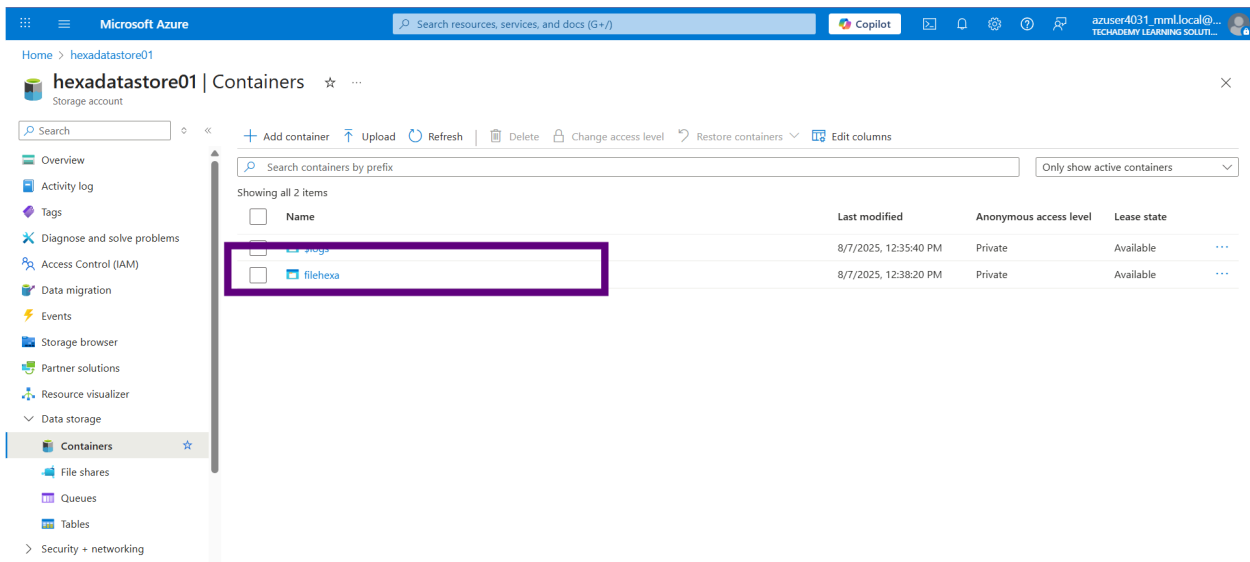 Microsoft Azure
Search resources, services, and docs (G+/)
Copilot
azuser4031_mml.local@...
TECHADEMY LEARNING SOLUTI...
Home > hexadatastore01
hexadatastore01 | Containers
Storage account
Search
Add container
Upload
Refresh
Delete
Change access level
Restore containers
Edit columns
Overview
Activity log
Tags
Diagnose and solve problems
Access Control (IAM)
Data migration
Events
Storage browser
Partner solutions
Resource visualizer
Data storage
Containers
File shares
Queues
Tables
Security + networking
Search containers by prefix
Only show active containers
Showing all 2 items
Name Last modified Anonymous access level Lease state
$logs 8/7/2025, 12:35:40 PM Private Available
filehexa 8/7/2025, 12:38:20 PM Private Available